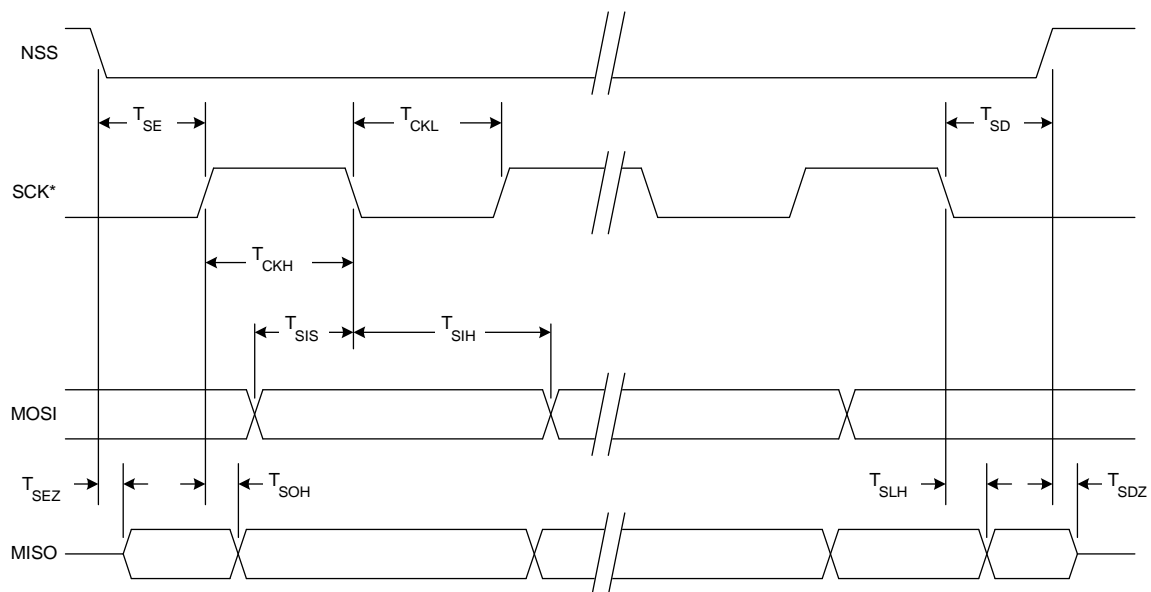 NSS
T_SE
T_CKL
T_SD
SCK*
T_CKH
T_SIS
T_SIH
MOSI
T_SEZ
T_SOH
T_SLH
T_SDZ
MISO